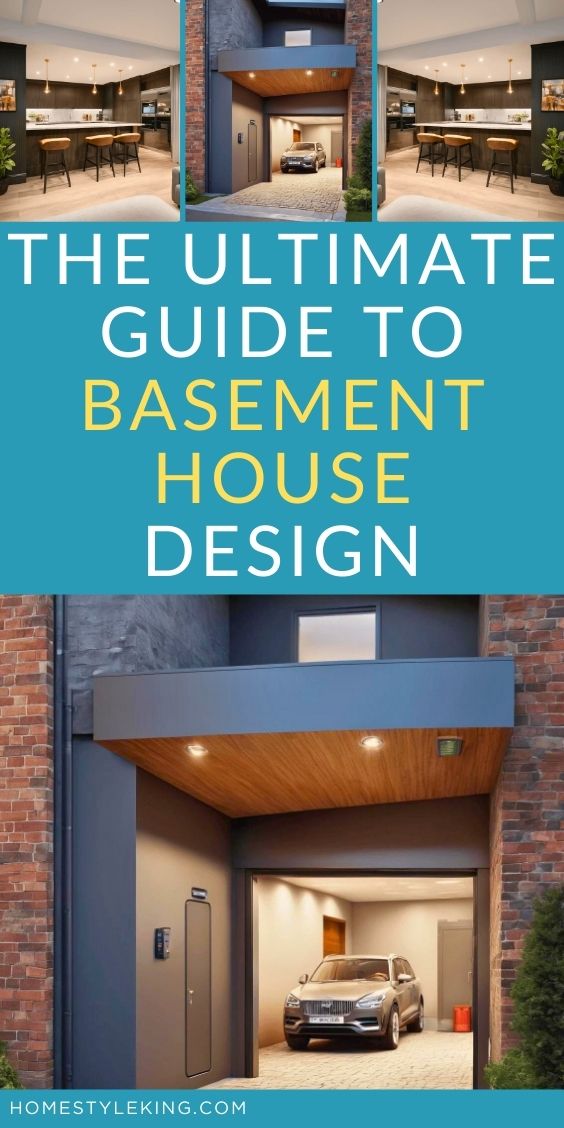 THE ULTIMATE
GUIDE TO
BASEMENT
HOUSE
DESIGN
HOMESTYLEKING.COM